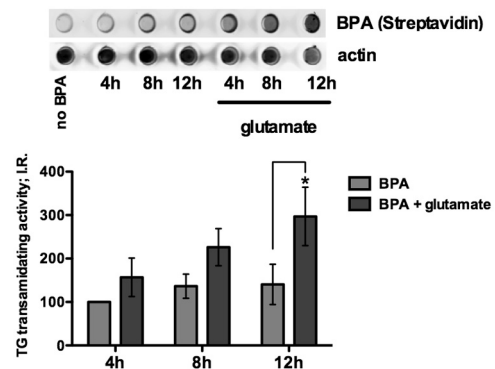 BPA (Streptavidin)
actin
no BPA 4h 8h 12h 4h 8h 12h
glutamate
TG transamidating activity; I.R.
400
300
200
100
0
*
BPA
BPA + glutamate
4h 8h 12h